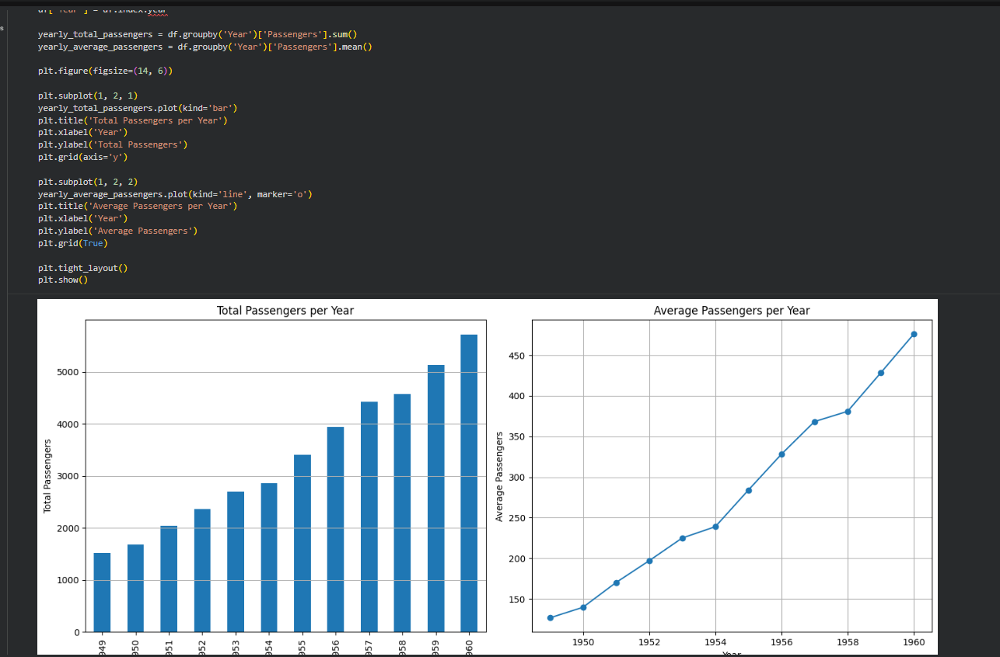 df['Year'] = df.index.year
yearly_total_passengers = df.groupby('Year')['Passengers'].sum()
yearly_average_passengers = df.groupby('Year')['Passengers'].mean()
plt.figure(figsize=(14, 6))
plt.subplot(1, 2, 1)
yearly_total_passengers.plot(kind='bar')
plt.title('Total Passengers per Year')
plt.xlabel('Year')
plt.ylabel('Total Passengers')
plt.grid(axis='y')
plt.subplot(1, 2, 2)
yearly_average_passengers.plot(kind='line', marker='o')
plt.title('Average Passengers per Year')
plt.xlabel('Year')
plt.ylabel('Average Passengers')
plt.grid(True)
plt.tight_layout()
plt.show()
Total Passengers per Year
Total Passengers
5000
4000
3000
2000
1000
0
949 950 951 952 953 954 955 956 957 958 959 960
Average Passengers per Year
Average Passengers
450
400
350
300
250
200
150
1950 1952 1954 1956 1958 1960
Year